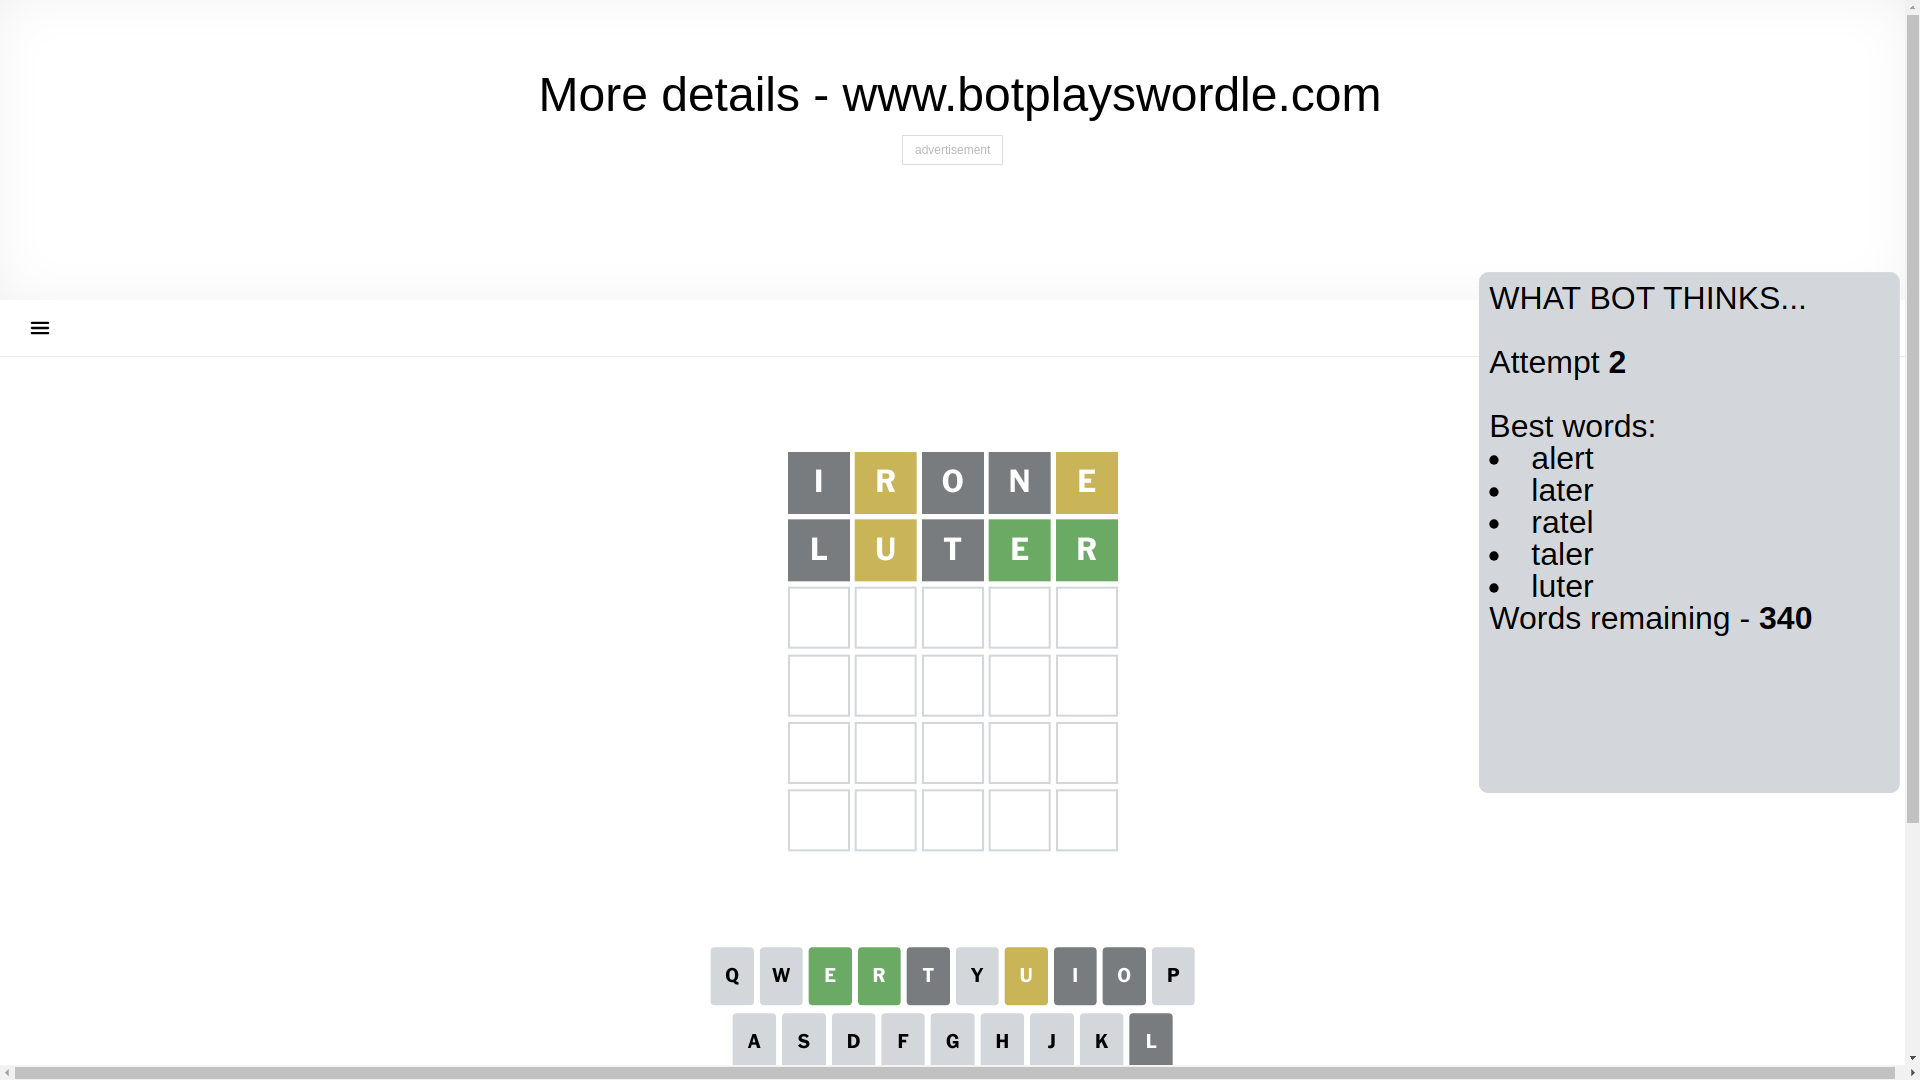 More details - www.botplayswordle.com
advertisement
WHAT BOT THINKS...
Attempt 2
Best words:
• alert
• later
• ratel
• taler
• luter
Words remaining - 340
I R O N E
L U T E R
Q W E R T Y U I O P
A S D F G H J K L